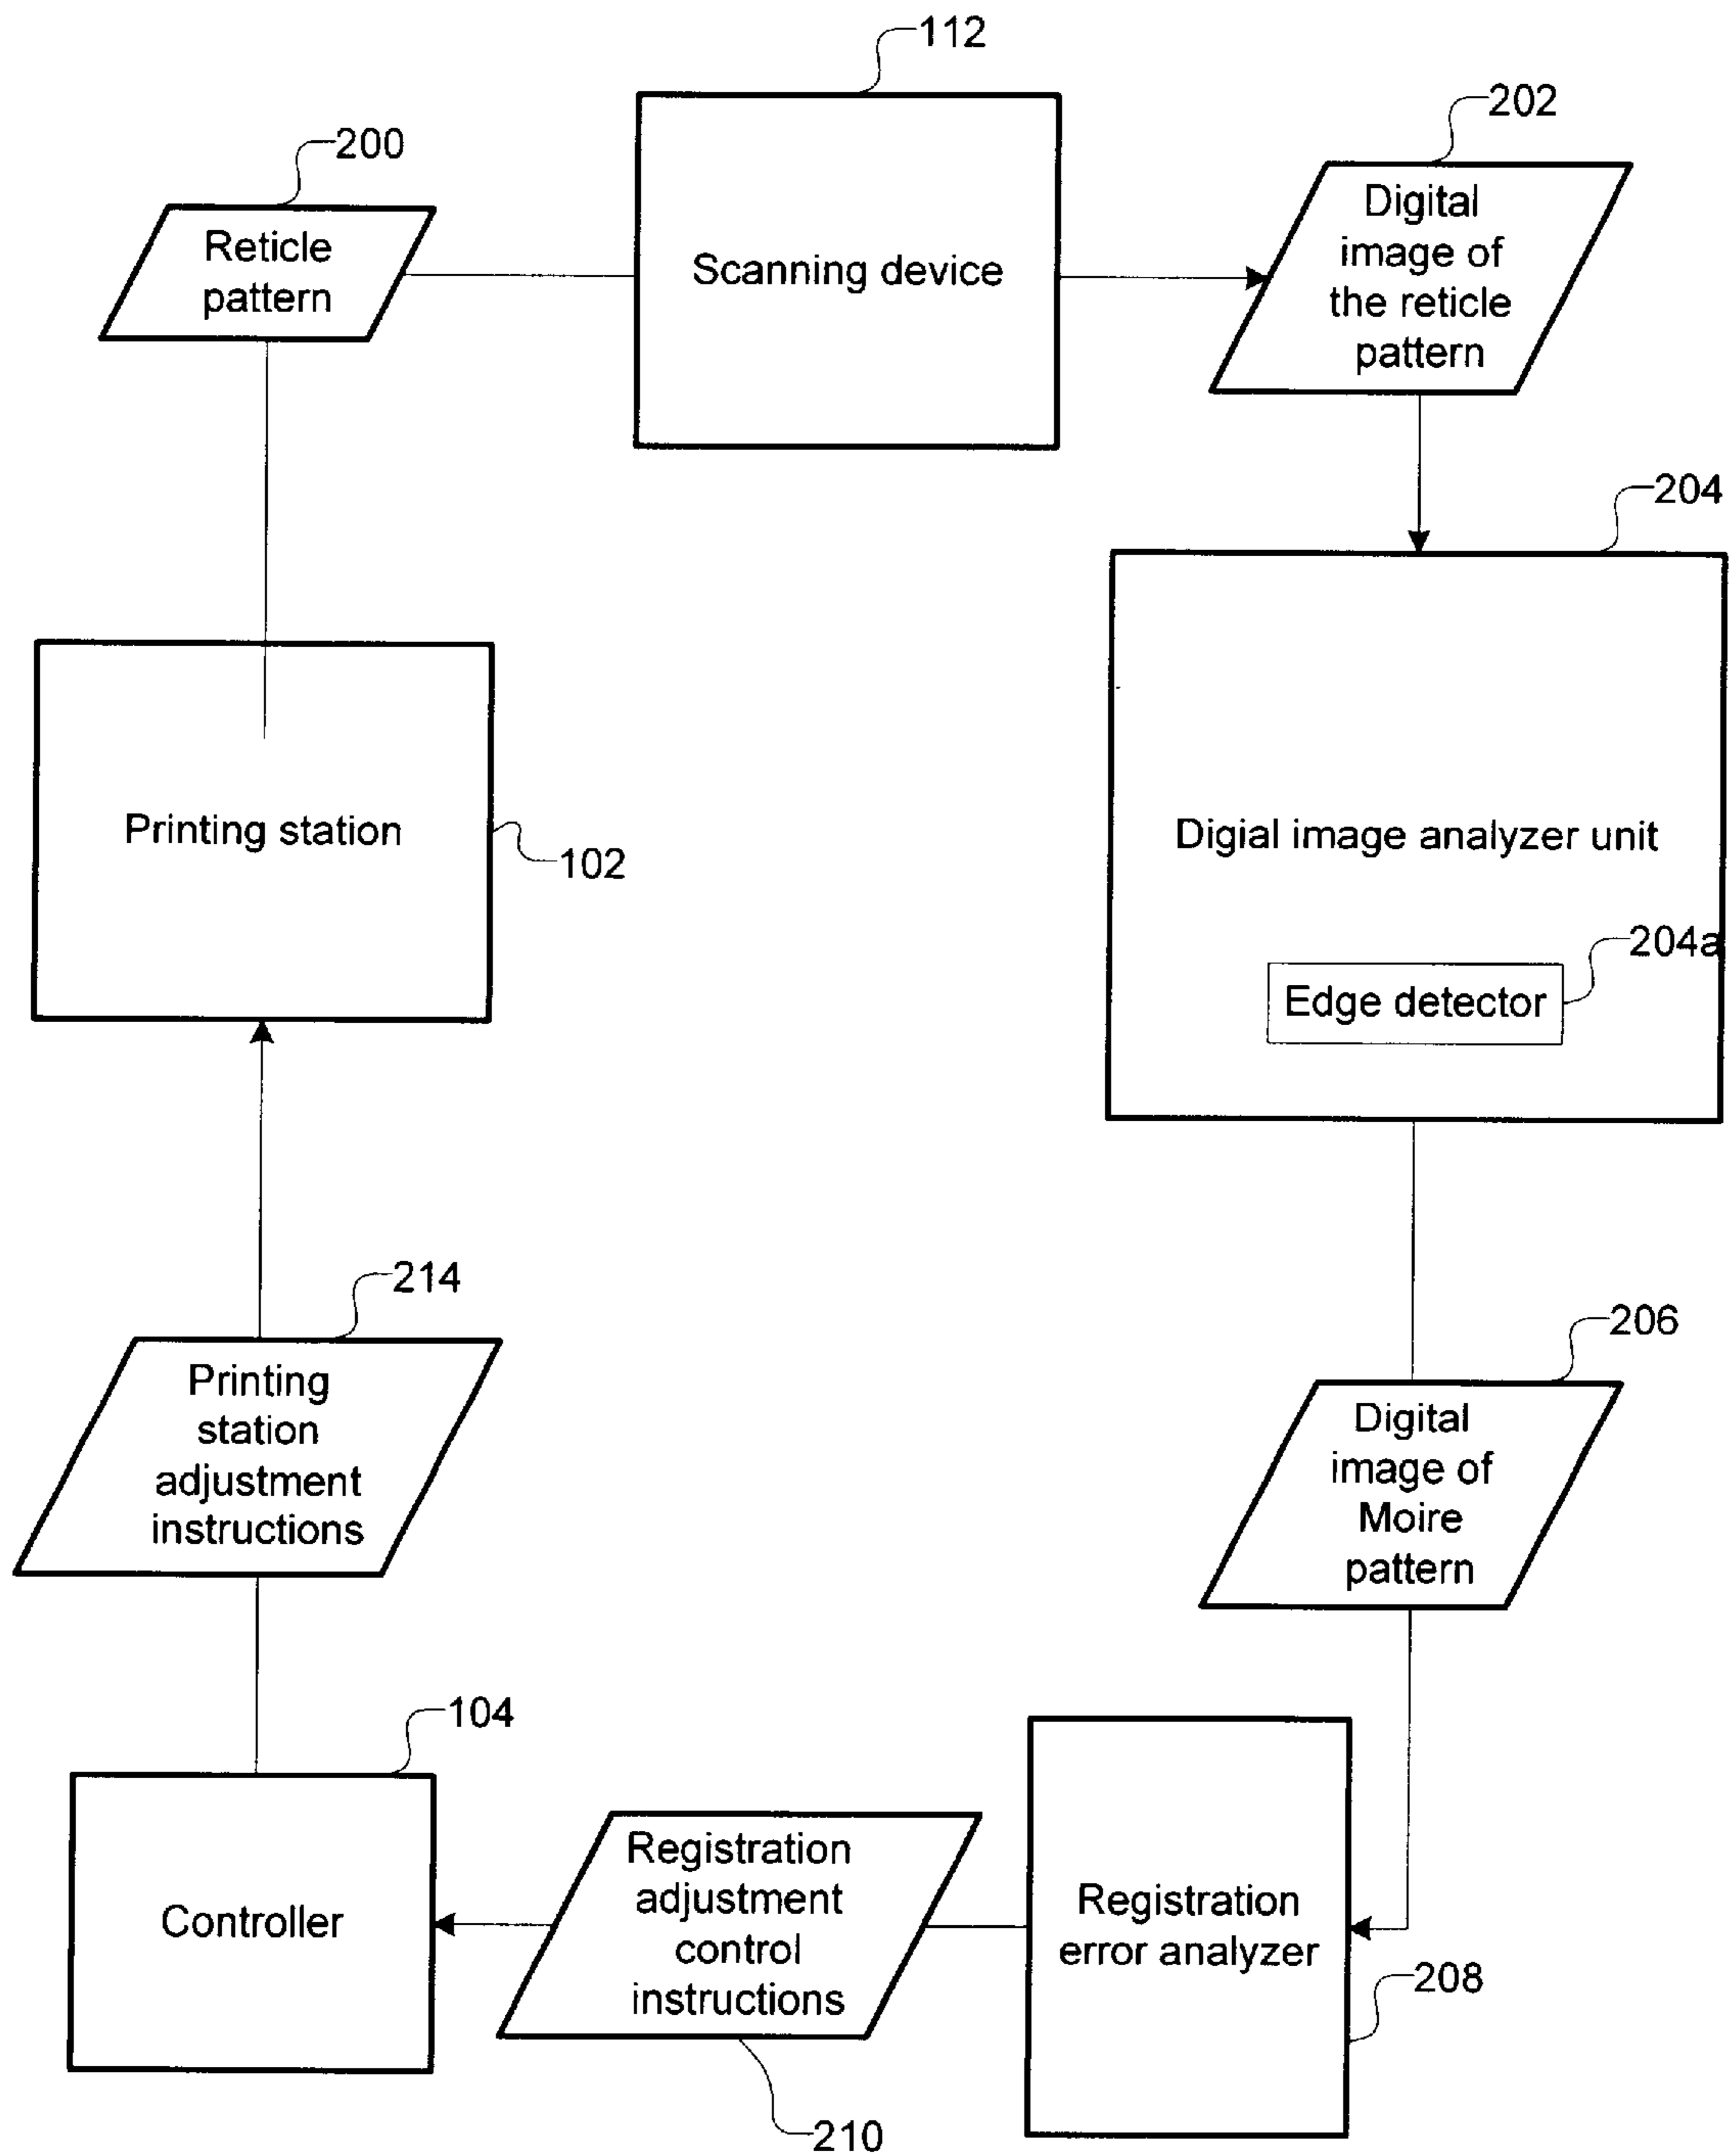 112
202
200
Reticle
pattern
Scanning device
Digital
image of
the reticle
pattern
204
Printing station
102
Digial image analyzer unit
204a
Edge detector
214
Printing
station
adjustment
instructions
206
Digital
image of
Moire
pattern
104
Controller
Registration
adjustment
control
instructions
210
Registration
error analyzer
208